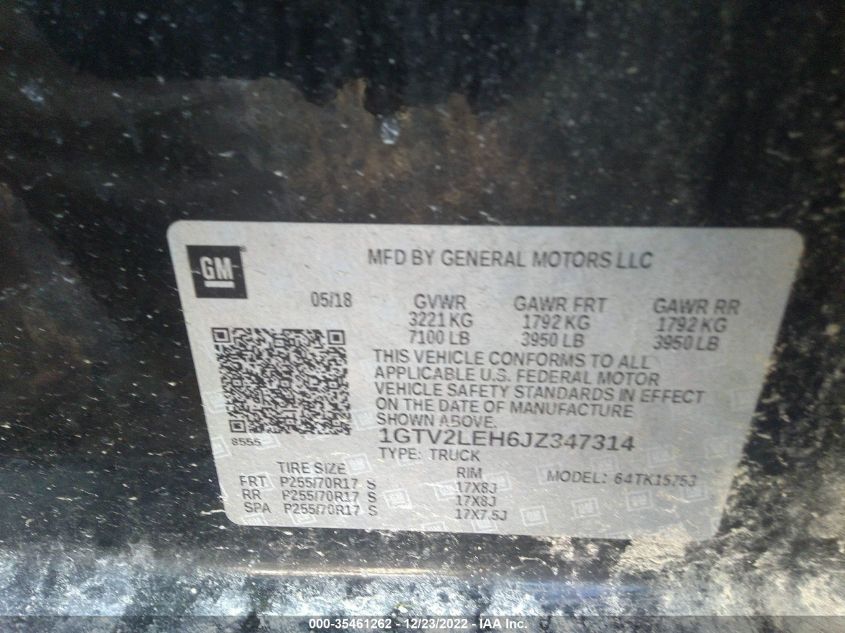 GM
MFD BY GENERAL MOTORS LLC
05/18 GVWR GAWR FRT GAWR RR
3221 KG 1792 KG 1792 KG
7100 LB 3950 LB 3950 LB
THIS VEHICLE CONFORMS TO ALL
APPLICABLE U.S. FEDERAL MOTOR
VEHICLE SAFETY STANDARDS IN EFFECT
ON THE DATE OF MANUFACTURE
SHOWN ABOVE.
8555
1GTV2LEH6JZ347314
TYPE: TRUCK
TIRE SIZE RIM MODEL: 64TK15753
FRT P255/70R17 S 17X8J
RR P255/70R17 S 17X8J
SPA P255/70R17 S 17X7.5J
000-35461262 - 12/23/2022 - IAA Inc.